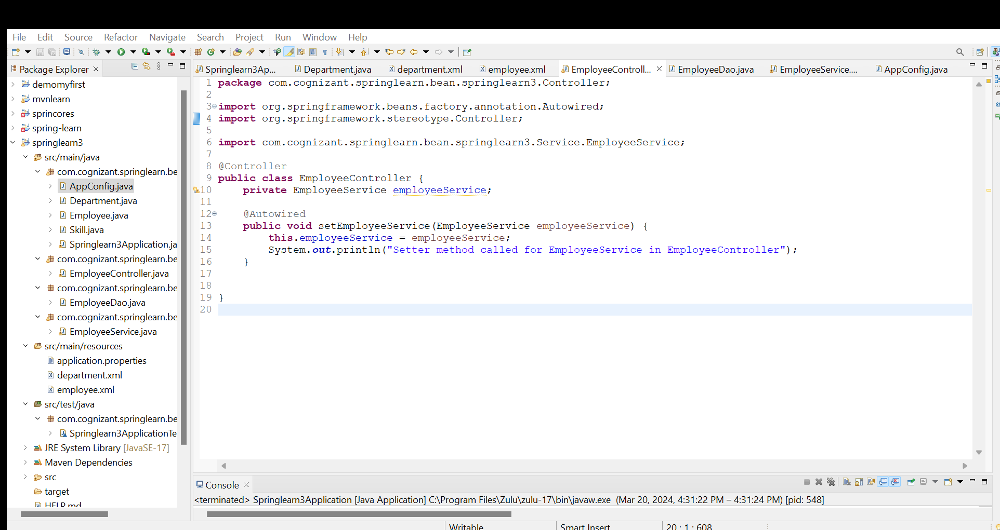 File Edit Source Refactor Navigate Search Project Run Window Help
Package Explorer
demomyfirst
mvnlearn
sprincores
spring-learn
springlearn3
src/main/java
com.cognizant.springlearn.be
AppConfig.java
Department.java
Employee.java
Skill.java
Springlearn3Application.ja
com.cognizant.springlearn.be
EmployeeController.java
com.cognizant.springlearn.be
EmployeeDao.java
com.cognizant.springlearn.be
EmployeeService.java
src/main/resources
application.properties
department.xml
employee.xml
src/test/java
com.cognizant.springlearn.be
Springlearn3ApplicationTe
JRE System Library [JavaSE-17]
Maven Dependencies
src
target
HELP.md
Springlearn3Ap... Department.java department.xml employee.xml EmployeeControll... EmployeeDao.java EmployeeService.... AppConfig.java
1 package com.cognizant.springlearn.bean.springlearn3.Controller;
2
3 import org.springframework.beans.factory.annotation.Autowired;
4 import org.springframework.stereotype.Controller;
5
6 import com.cognizant.springlearn.bean.springlearn3.Service.EmployeeService;
7
8 @Controller
9 public class EmployeeController {
10     private EmployeeService employeeService;
11
12     @Autowired
13     public void setEmployeeService(EmployeeService employeeService) {
14         this.employeeService = employeeService;
15         System.out.println("Setter method called for EmployeeService in EmployeeController");
16     }
17
18
19 }
20
Console
<terminated> Springlearn3Application [Java Application] C:\Program Files\Zulu\zulu-17\bin\javaw.exe (Mar 20, 2024, 4:31:22 PM – 4:31:24 PM) [pid: 548]
Writable Smart Insert 20 : 1 : 608